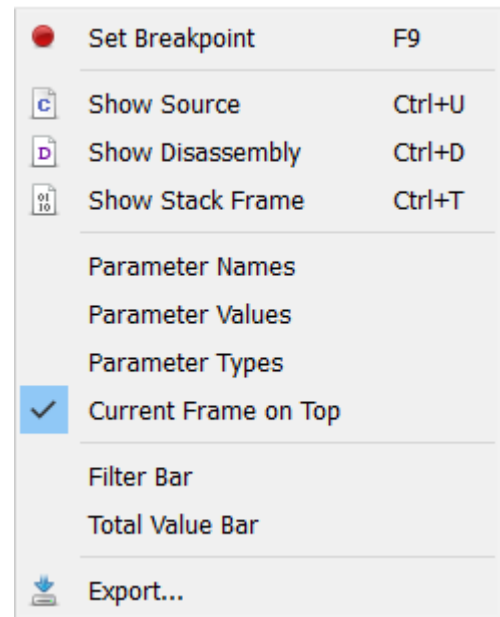 Set Breakpoint F9
Show Source Ctrl+U
Show Disassembly Ctrl+D
Show Stack Frame Ctrl+T
Parameter Names
Parameter Values
Parameter Types
Current Frame on Top
Filter Bar
Total Value Bar
Export...